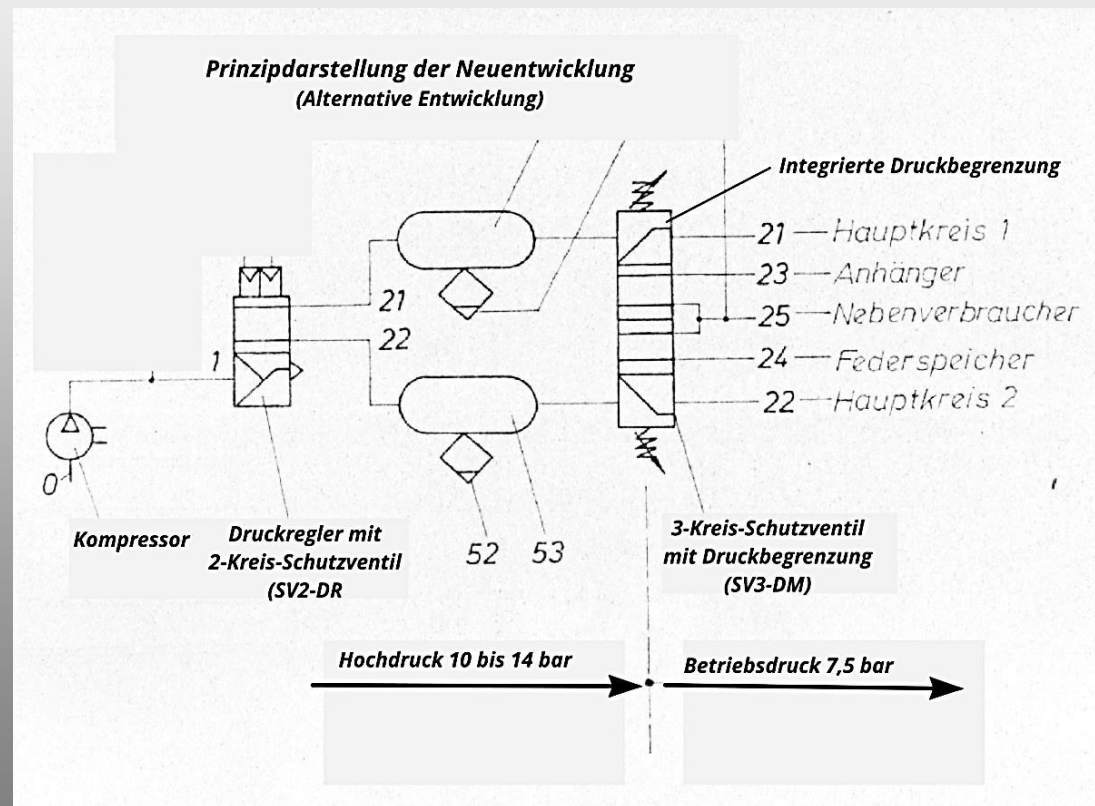 Prinzipdarstellung der Neuentwicklung
(Alternative Entwicklung)
Integrierte Druckbegrenzung
21 Hauptkreis 1
23 Anhänger
25 Nebenverbraucher
24 Federspeicher
22 Hauptkreis 2
21
22
1
0
Kompressor
Druckregler mit
2-Kreis-Schutzventil
(SV2-DR
52 53
3-Kreis-Schutzventil
mit Druckbegrenzung
(SV3-DM)
Hochdruck 10 bis 14 bar
Betriebsdruck 7,5 bar